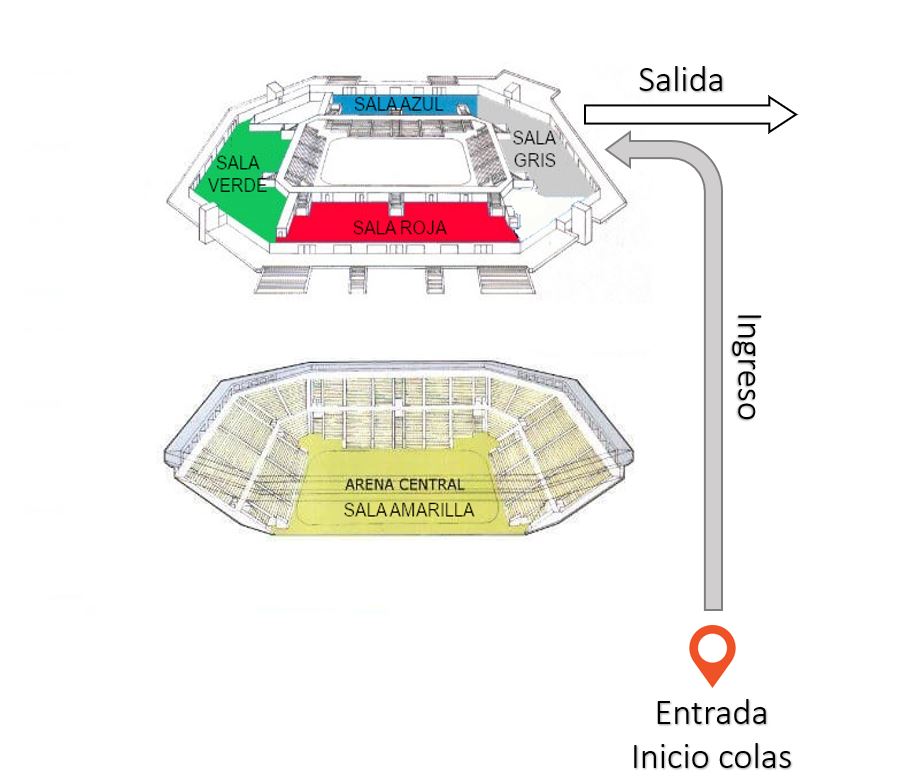 Salida
SALA AZUL
SALA
GRIS
SALA
VERDE
SALA ROJA
Ingreso
ARENA CENTRAL
SALA AMARILLA
Entrada
Inicio colas